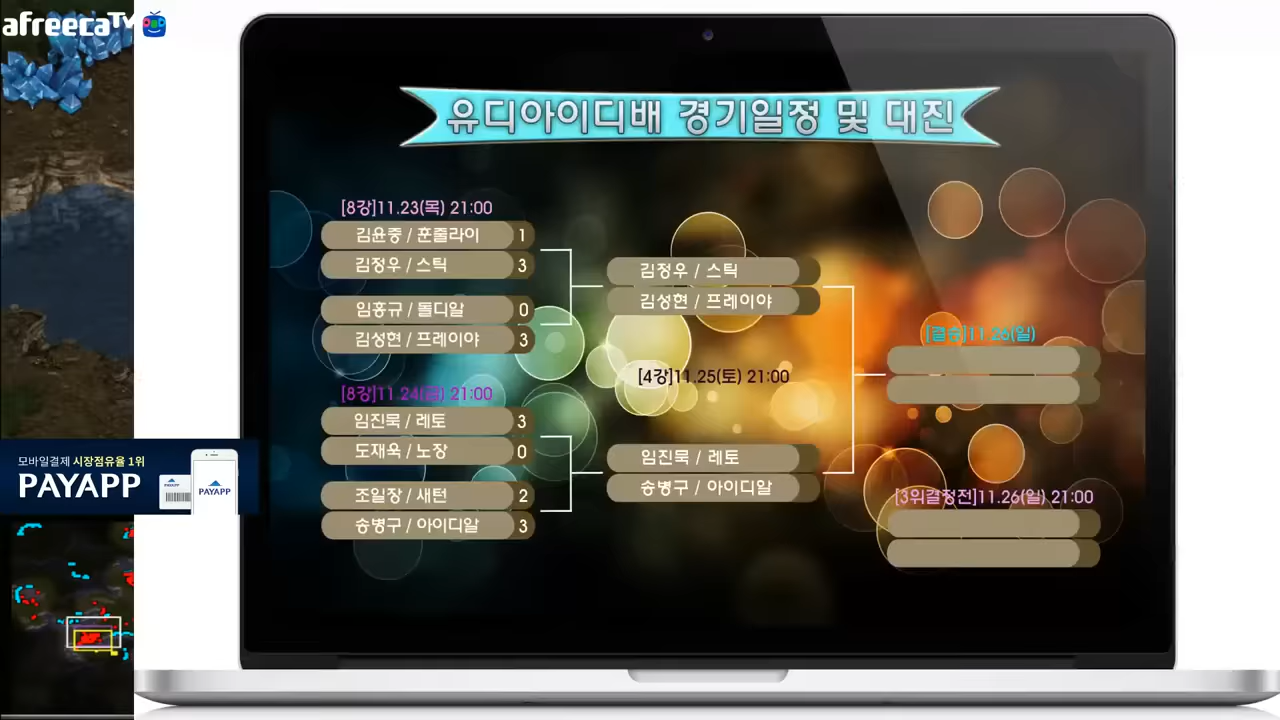 afreecaTV
유디아이디배 경기일정 및 대진
[8강]11.23(목) 21:00
김윤중 / 훈줄라이 1
김정우 / 스틱 3
임홍규 / 돌디알 0
김성현 / 프레이야 3
[8강]11.24(금) 21:00
임진묵 / 레토 3
도재욱 / 노장 0
조일장 / 새턴 2
송병구 / 아이디알 3
김정우 / 스틱
김성현 / 프레이야
[4강]11.25(토) 21:00
임진묵 / 레토
송병구 / 아이디알
[결승]11.26(일)
[3위결정전]11.26(일) 21:00
모바일결제 시장점유율 1위
PAYAPP
PAYAPP